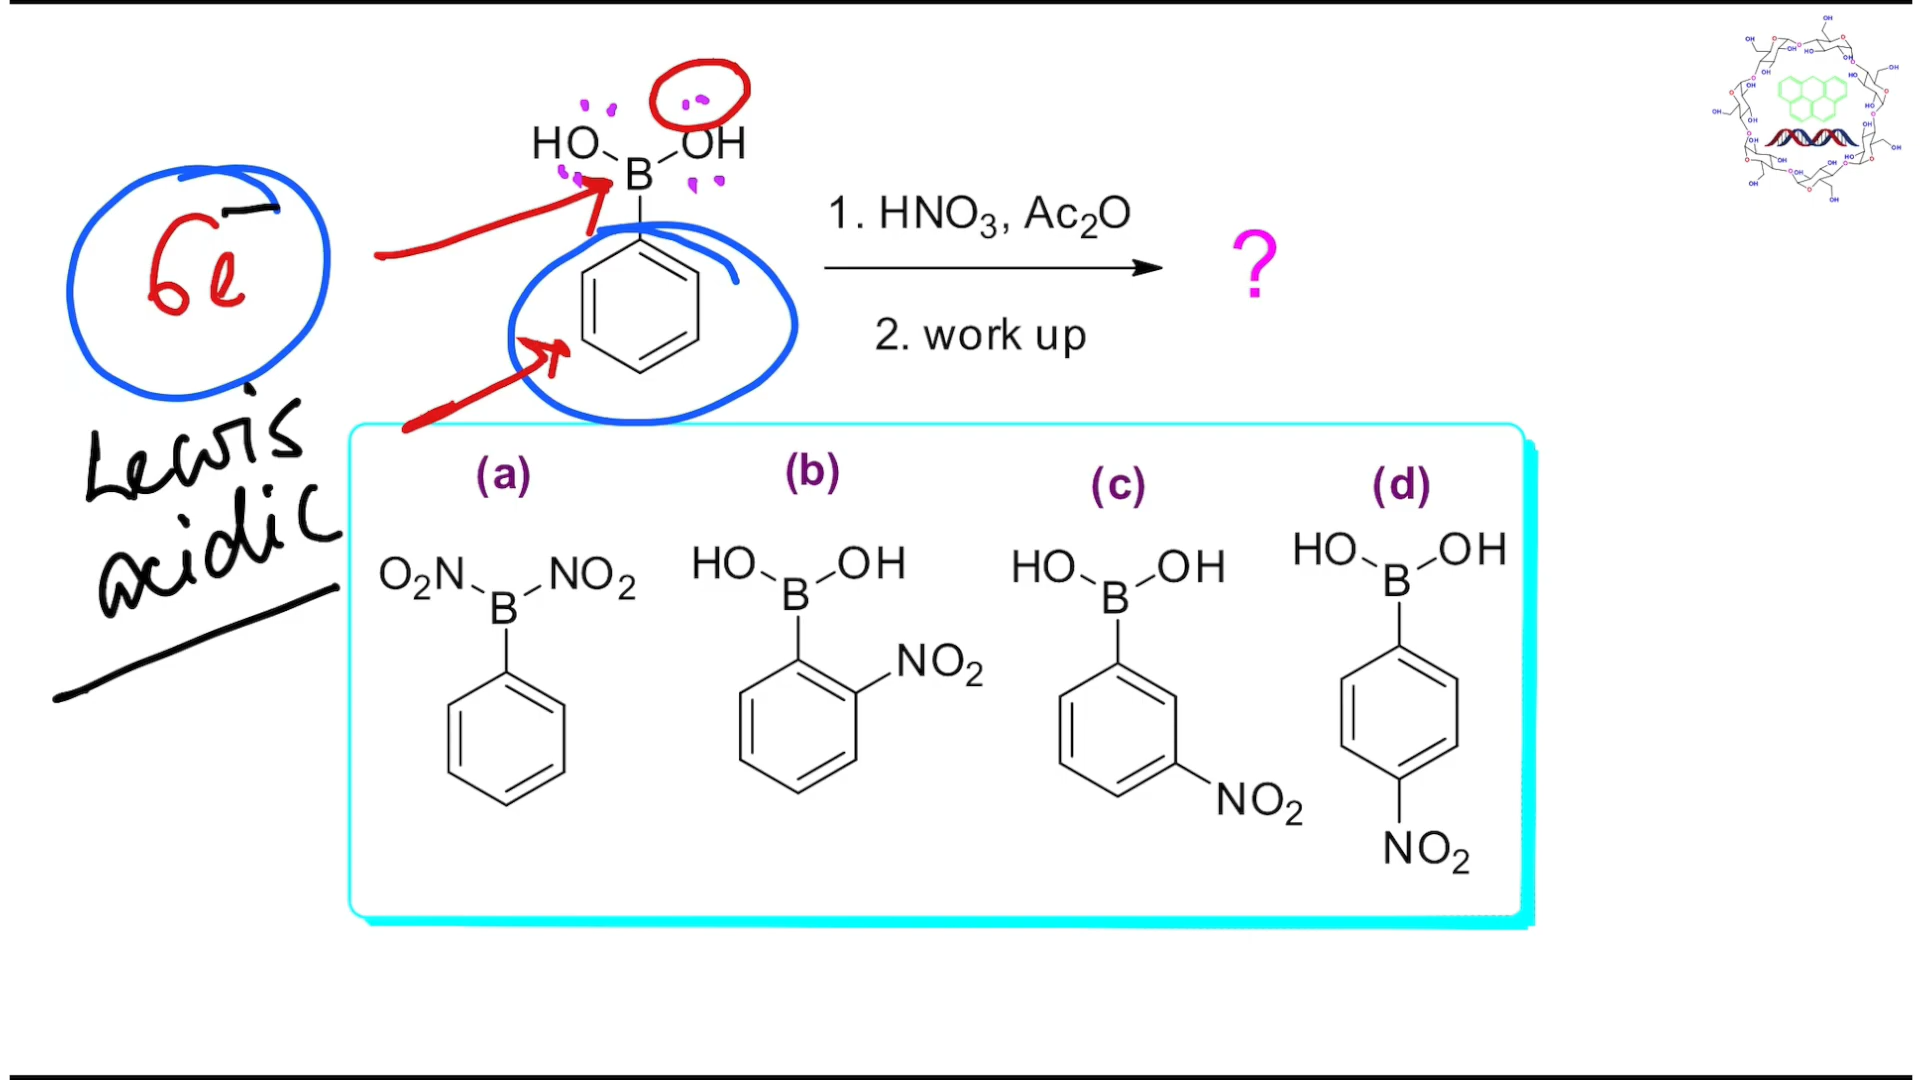 HO OH
B
6e-
1. HNO3, Ac2O
?
2. work up
Lewis
acidic
(a) (b) (c) (d)
O2N NO2 HO OH HO OH HO OH
B B B B
NO2
NO2
NO2